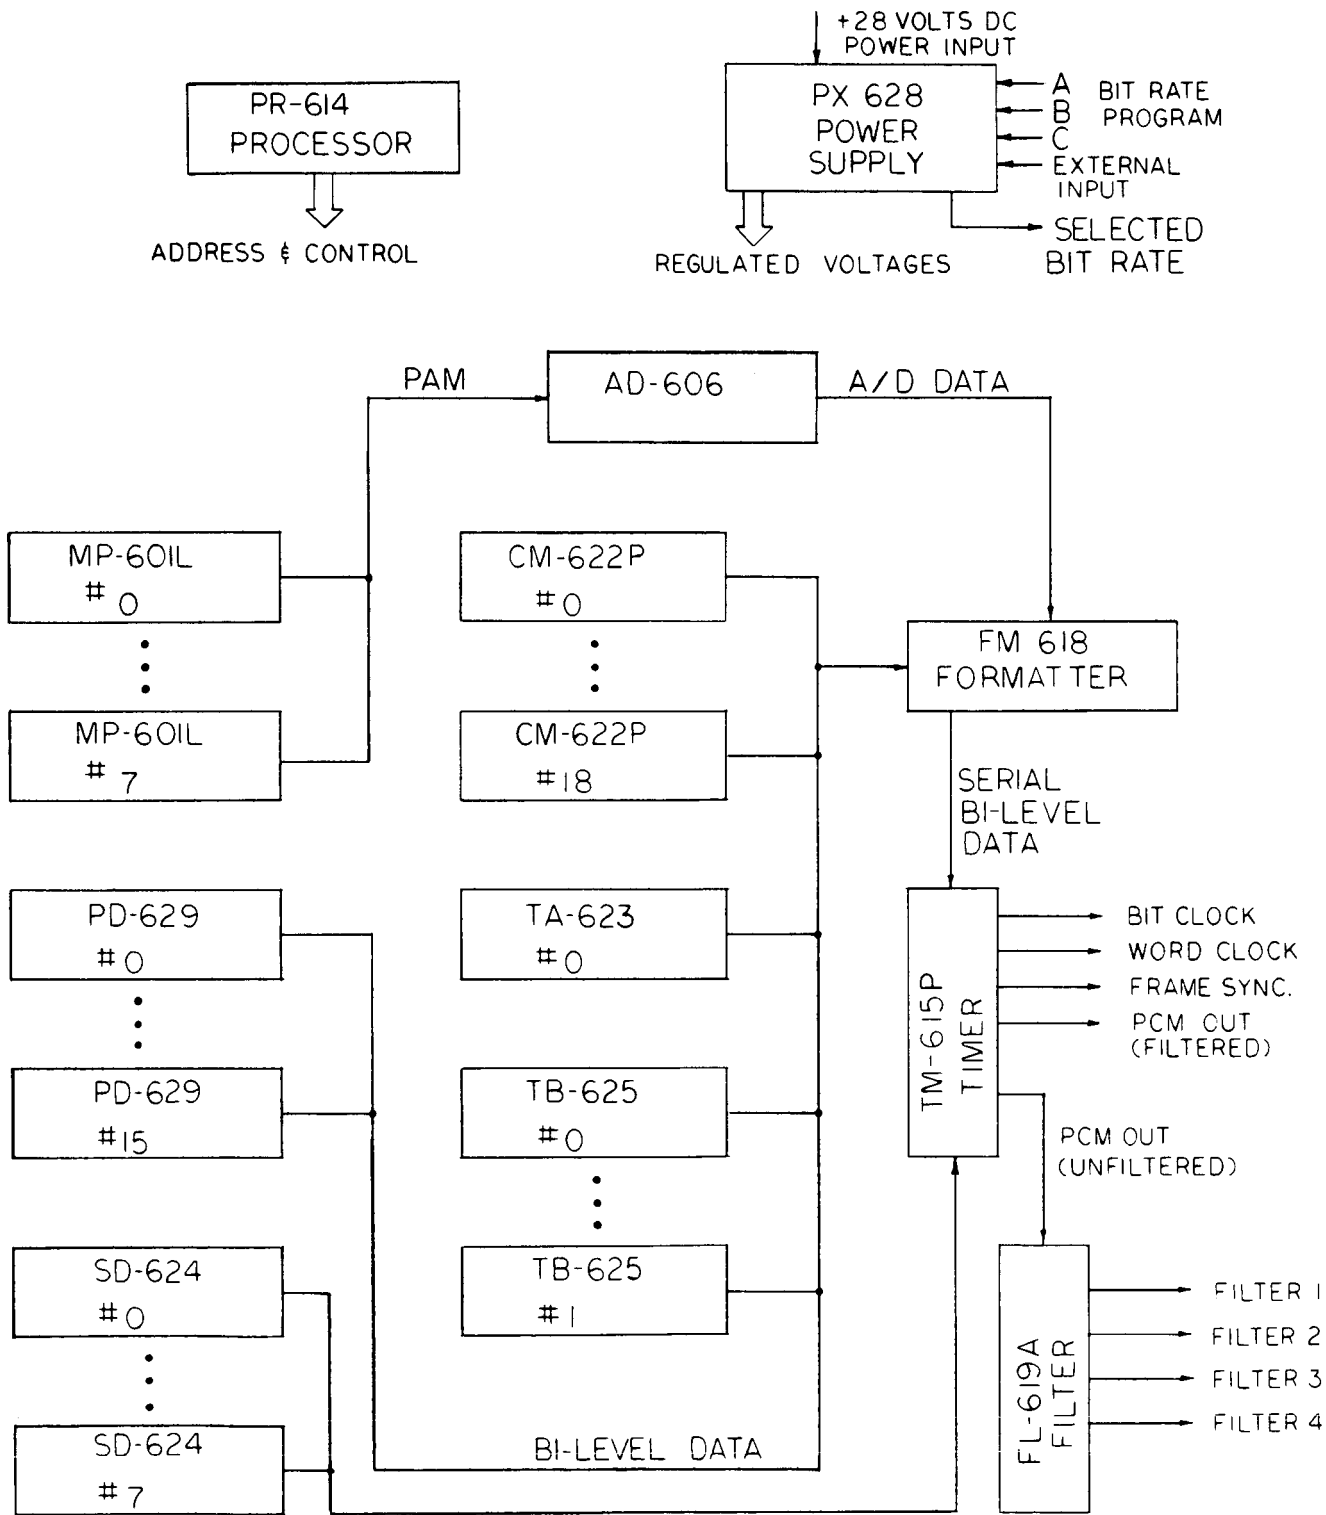 +28 VOLTS DC
POWER INPUT
PR-614
PROCESSOR
ADDRESS & CONTROL
PX 628
POWER
SUPPLY
A
B
C
BIT RATE
PROGRAM
EXTERNAL
INPUT
SELECTED
BIT RATE
REGULATED VOLTAGES
PAM
AD-606
A/D DATA
MP-601L
# 0
MP-601L
# 7
CM-622P
#0
CM-622P
#18
FM 618
FORMATTER
SERIAL
BI-LEVEL
DATA
PD-629
#0
PD-629
#15
TA-623
#0
TB-625
#0
TB-625
#1
TM-615P
TIMER
BIT CLOCK
WORD CLOCK
FRAME SYNC.
PCM OUT
(FILTERED)
PCM OUT
(UNFILTERED)
SD-624
#0
SD-624
#7
BI-LEVEL DATA
FL-619A
FILTER
FILTER 1
FILTER 2
FILTER 3
FILTER 4